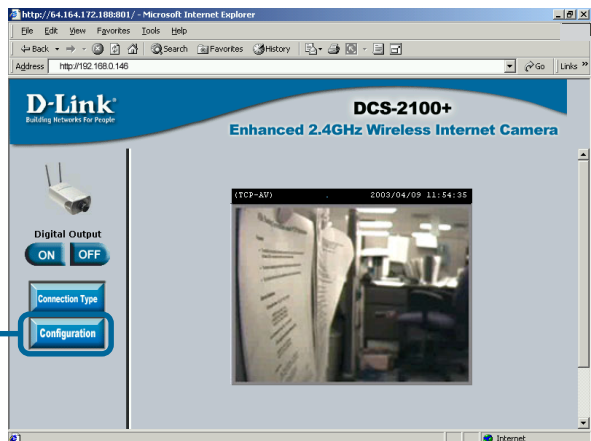 http://64.164.172.188:801/ - Microsoft Internet Explorer
File Edit View Favorites Tools Help
Back Search Favorites History
Address http://192.168.0.146 Go Links »
D-Link
Building Networks For People
DCS-2100+
Enhanced 2.4GHz Wireless Internet Camera
(TCP-AV) 2003/04/09 11:54:35
Digital Output
ON OFF
Connection Type
Configuration
Internet